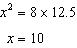 x² = 8 × 12.5
x = 10